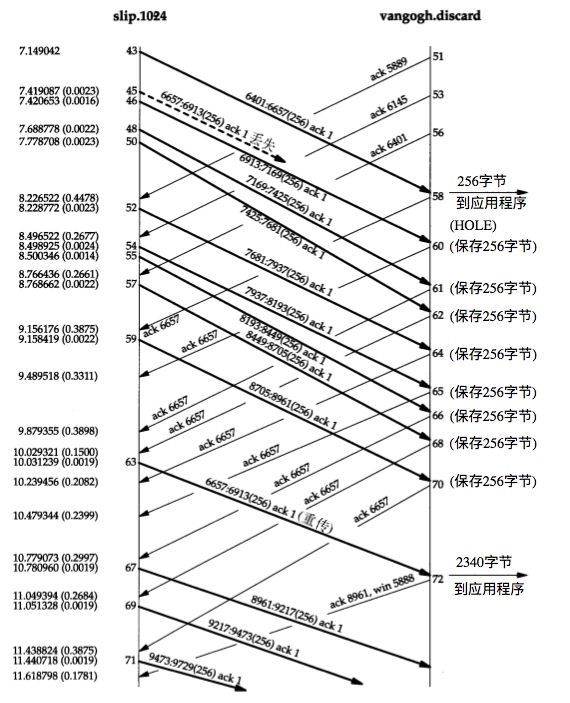 slip.1024
vangogh.discard
7.149042
43
51
ack 5889
7.419087 (0.0023)
45
53
7.420653 (0.0016)
46
6657:6913(256) ack 1 丢失
6401:6657(256) ack 1
ack 6145
7.688778 (0.0022)
48
56
7.778708 (0.0023)
50
ack 6401
6913:7169(256) ack 1
256字节
58
到应用程序
7169:7425(256) ack 1
8.226522 (0.4478)
8.228772 (0.0023)
52
7425:7681(256) ack 1
(HOLE)
8.496522 (0.2677)
8.498925 (0.0024)
54
60
(保存256字节)
8.500346 (0.0014)
55
7681:7937(256) ack 1
8.766436 (0.2661)
8.768662 (0.0022)
57
61
(保存256字节)
7937:8193(256) ack 1
62
(保存256字节)
9.156176 (0.3875)
ack 6657
8193:8449(256) ack 1
9.158419 (0.0022)
59
ack 6657
8449:8705(256) ack 1
64
(保存256字节)
9.489518 (0.3311)
65
(保存256字节)
ack 6657
8705:8961(256) ack 1
66
(保存256字节)
9.879355 (0.3898)
ack 6657
68
(保存256字节)
10.029321 (0.1500)
ack 6657
10.031239 (0.0019)
63
ack 6657
10.239456 (0.2082)
ack 6657
70
(保存256字节)
6657:6913(256) ack 1 (重传)
ack 6657
10.479344 (0.2399)
ack 6657
10.779073 (0.2997)
2340字节
10.780960 (0.0019)
67
72
到应用程序
11.049394 (0.2684)
ack 8961, win 5888
11.051328 (0.0019)
69
8961:9217(256) ack 1
9217:9473(256) ack 1
11.438824 (0.3875)
11.440718 (0.0019)
71
9473:9729(256) ack 1
11.618798 (0.1781)